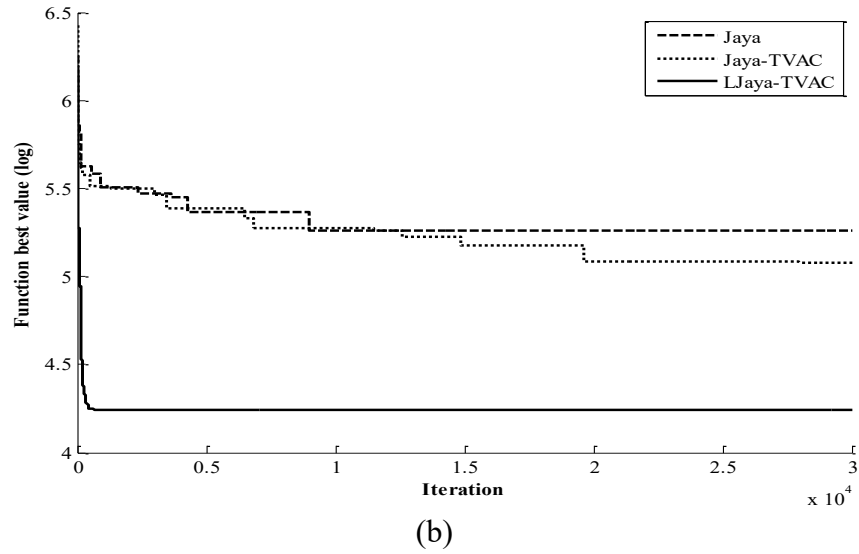 6.5
6
5.5
5
4.5
4
Function best value (log)
Jaya
Jaya-TVAC
LJaya-TVAC
0
0.5
1
1.5
2
2.5
3
Iteration
x 10^4
(b)